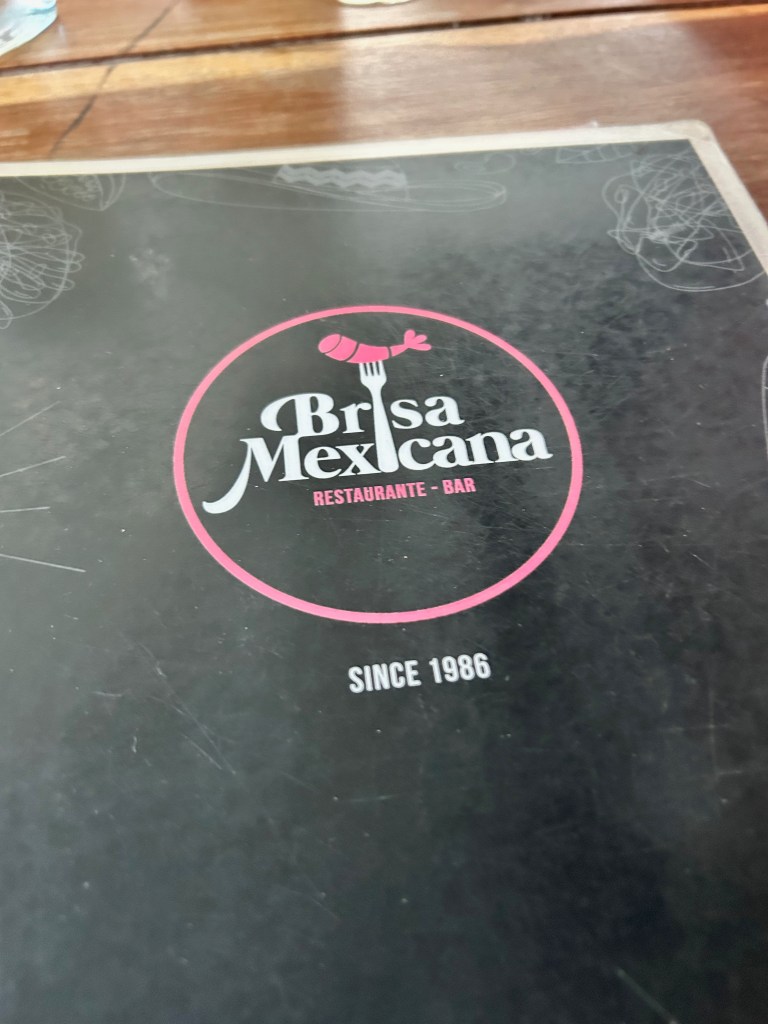 Brisa
Mexicana
RESTAURANTE - BAR
SINCE 1986